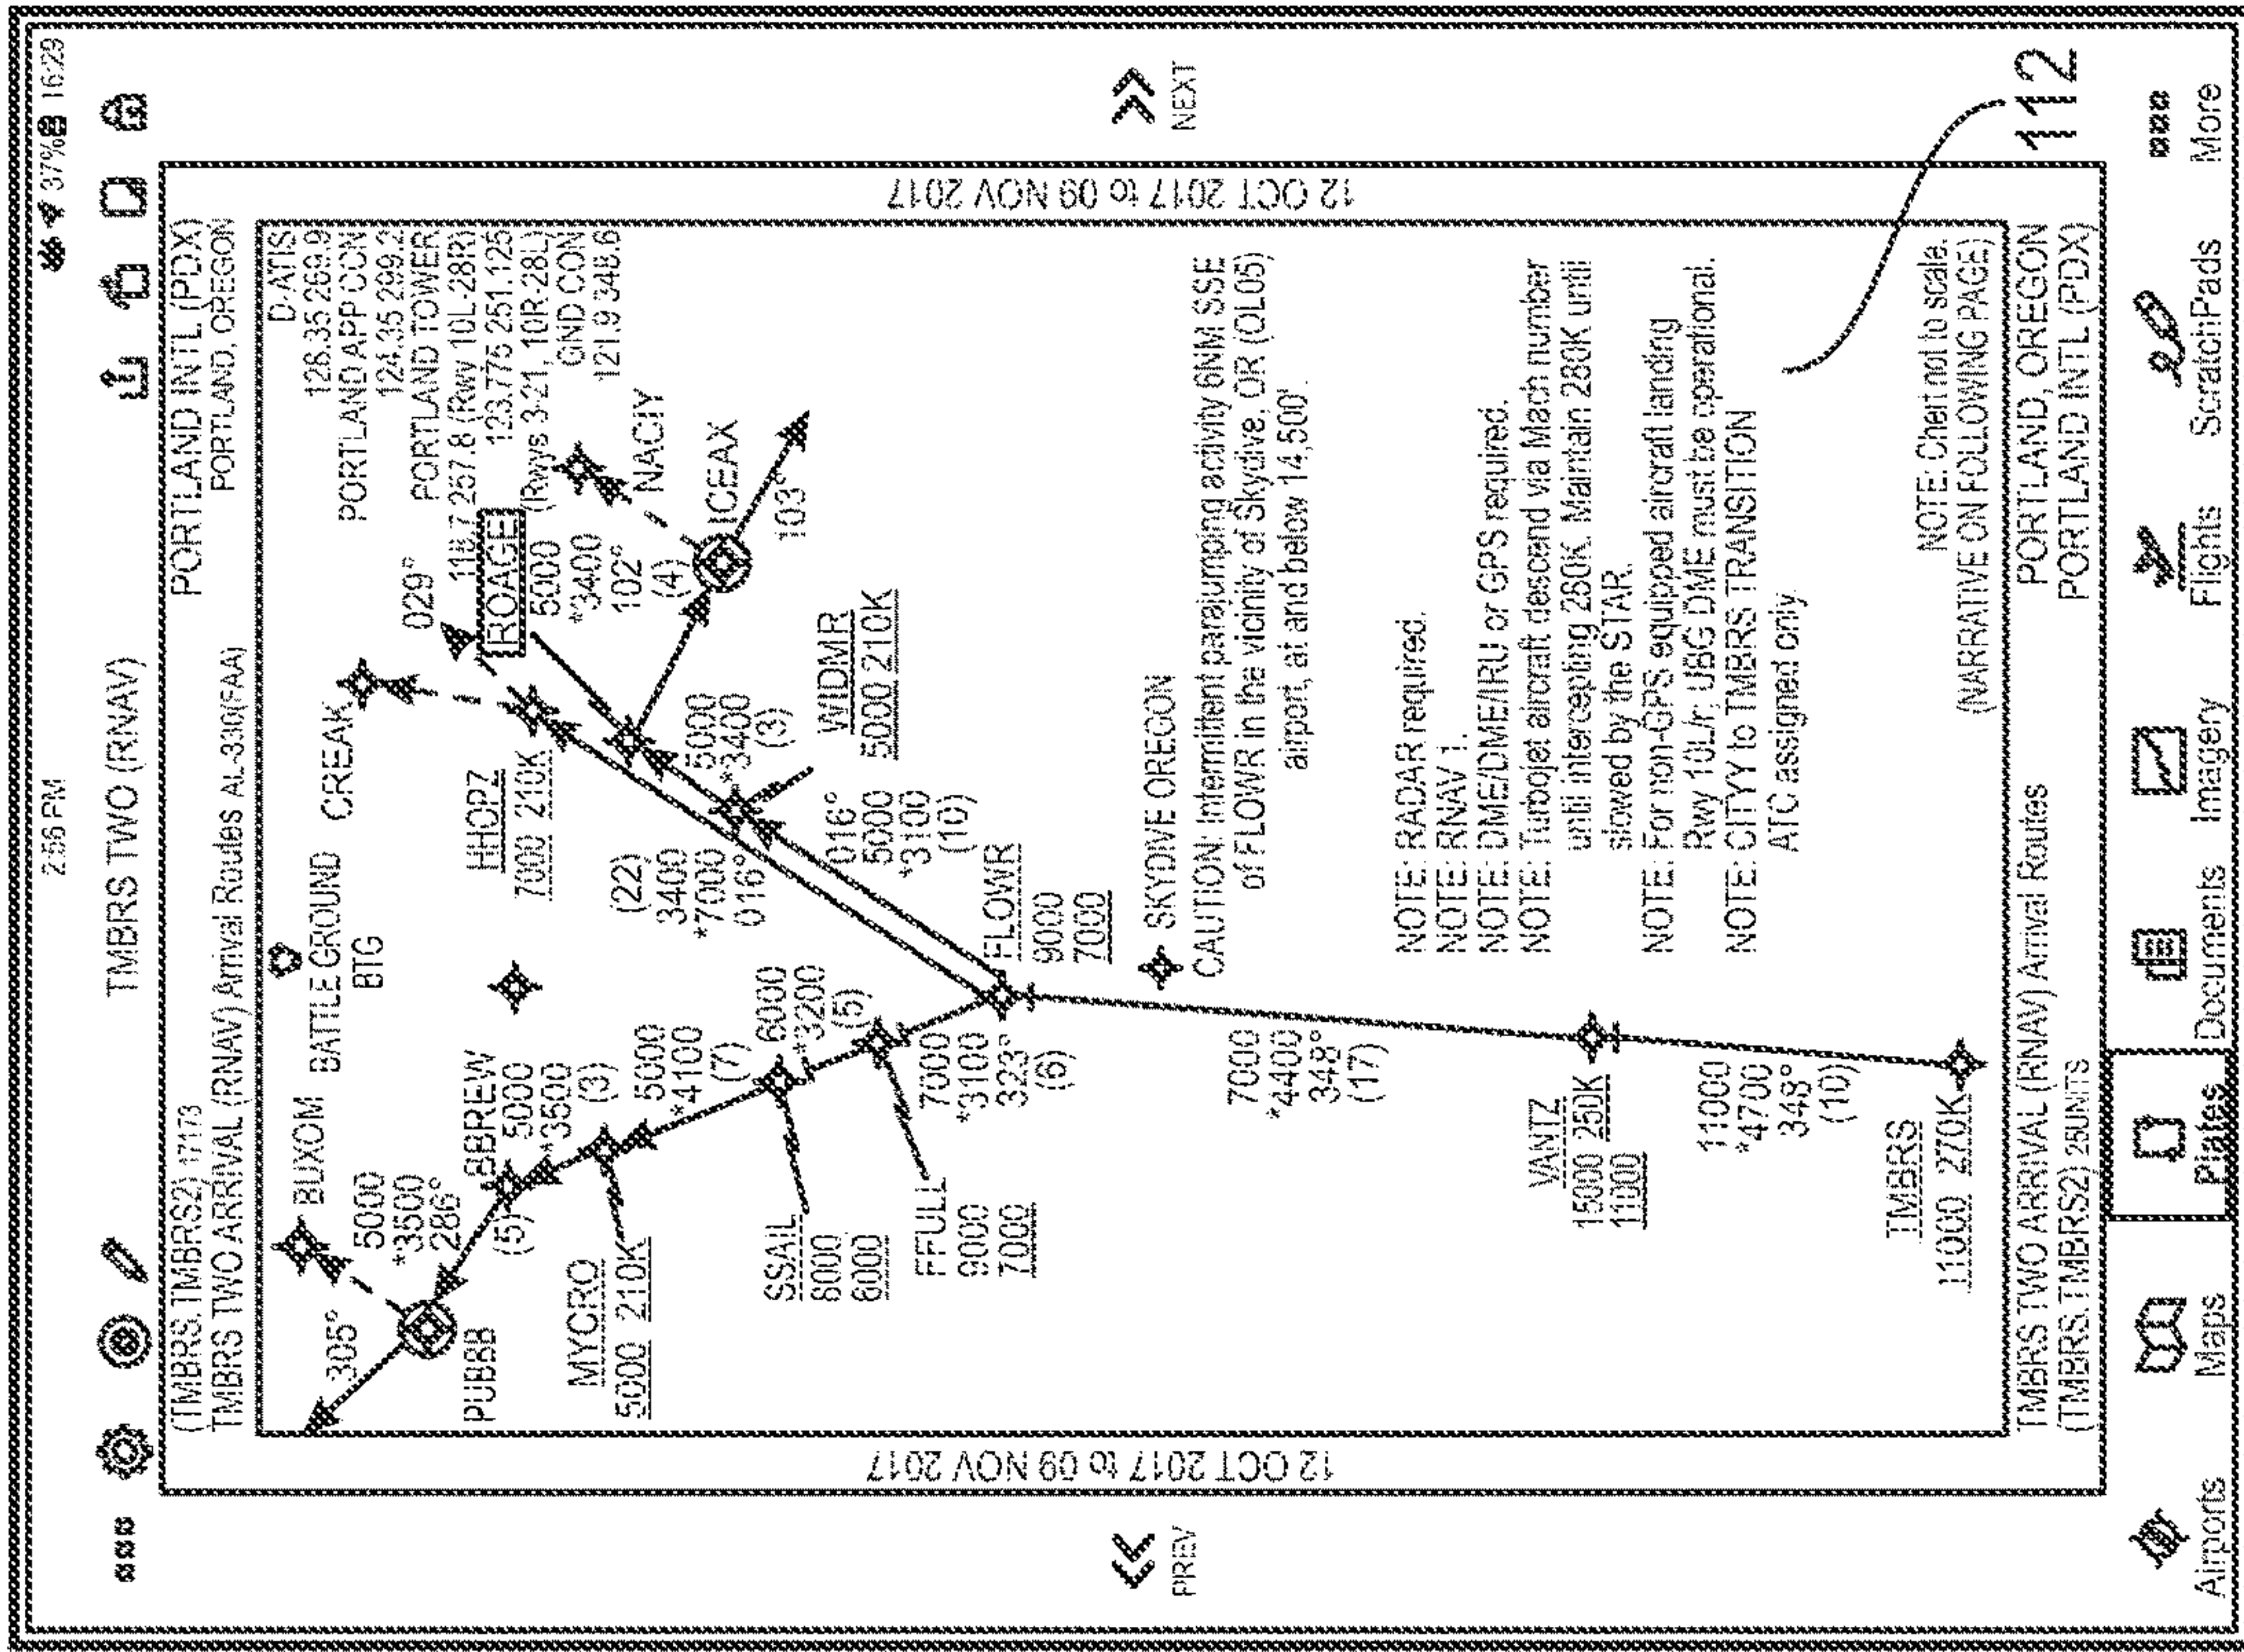 2:56 PM
37% 16:29
TMBRS TWO (RNAV)
(TMBRS.TMBRS2) 17173
PORTLAND INTL (PDX)
TMBRS TWO ARRIVAL (RNAV) Arrival Routes AL-330(FAA)
PORTLAND, OREGON
12 OCT 2017 to 09 NOV 2017
12 OCT 2017 to 09 NOV 2017
305°
BUXOM
5000
*3500
286°
(5)
PUBBB
BATTLE GROUND
BTG
CREAK
BBREW
5000
*3500
(3)
MYCRO
5000 210K
5000
*4100
(7)
SSAIL
8000
6000
6000
*3200
(5)
FFULL
9000
7000
7000
*3100
323°
(6)
HHOPZ
7000 210K
029°
(22)
3400
*7000
016°
D-ATIS
128.35 269.9
PORTLAND APP CON
124.35 299.2
PORTLAND TOWER
118.7 257.8 (Rwy 10L-28R)
123.775 251.125
(Rwys 3-21, 10R-28L)
GND CON
121.9 348.6
ROAGE
5000
*3400
102°
(4)
NACIY
ICEAX
103°
5000
*3400
(3)
WIDMR
5000 210K
016°
5000
*3100
(10)
FLOWR
9000
7000
SKYDIVE OREGON
CAUTION: Intermittent parajumping activity 6NM SSE
of FLOWR in the vicinity of Skydive, OR (OL05)
airport, at and below 14,500'.
7000
*4400
348°
(17)
VANTZ
15000 250K
11000
11000
*4700
348°
(10)
TMBRS
11000 270K
NOTE: RADAR required.
NOTE: RNAV 1.
NOTE: DME/DME/IRU or GPS required.
NOTE: Turbojet aircraft descend via Mach number
until intercepting 280K. Maintain 280K until
slowed by the STAR.
NOTE: For non-GPS equipped aircraft landing
Rwy 10L/r; UBG DME must be operational.
NOTE: CITYY to TMBRS TRANSITION
ATC assigned only.
NOTE: Chert not to scale.
(NARRATIVE ON FOLLOWING PAGE)
TMBRS TWO ARRIVAL (RNAV) Arrival Routes
PORTLAND, OREGON
(TMBRS.TMBRS2) 26UNITS
PORTLAND INTL (PDX)
112
PREV
NEXT
Airports
Maps
Plates
Documents
Imagery
Flights
ScratchPads
More